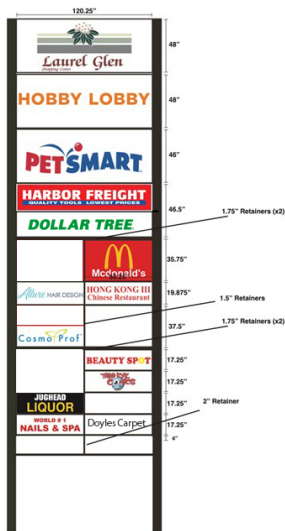 120.25"
Laurel Glen
Shopping Center
48"
HOBBY LOBBY
48"
PETSMART
46"
HARBOR FREIGHT
QUALITY TOOLS LOWEST PRICES
46.5"
1.75" Retainers (x2)
DOLLAR TREE
Mcdonald's
35.75"
Allure HAIR DESIGN
HONG KONG III
Chinese Restaurant
19.875"
1.5" Retainers
37.5"
1.75" Retainers (x2)
CosmoProf
BEAUTY SPOT
17.25"
COMICS
17.25"
JUGHEAD
LIQUOR
17.25"
2" Retainer
WORLD # 1
NAILS & SPA
Doyles Carpet
17.25"
4"